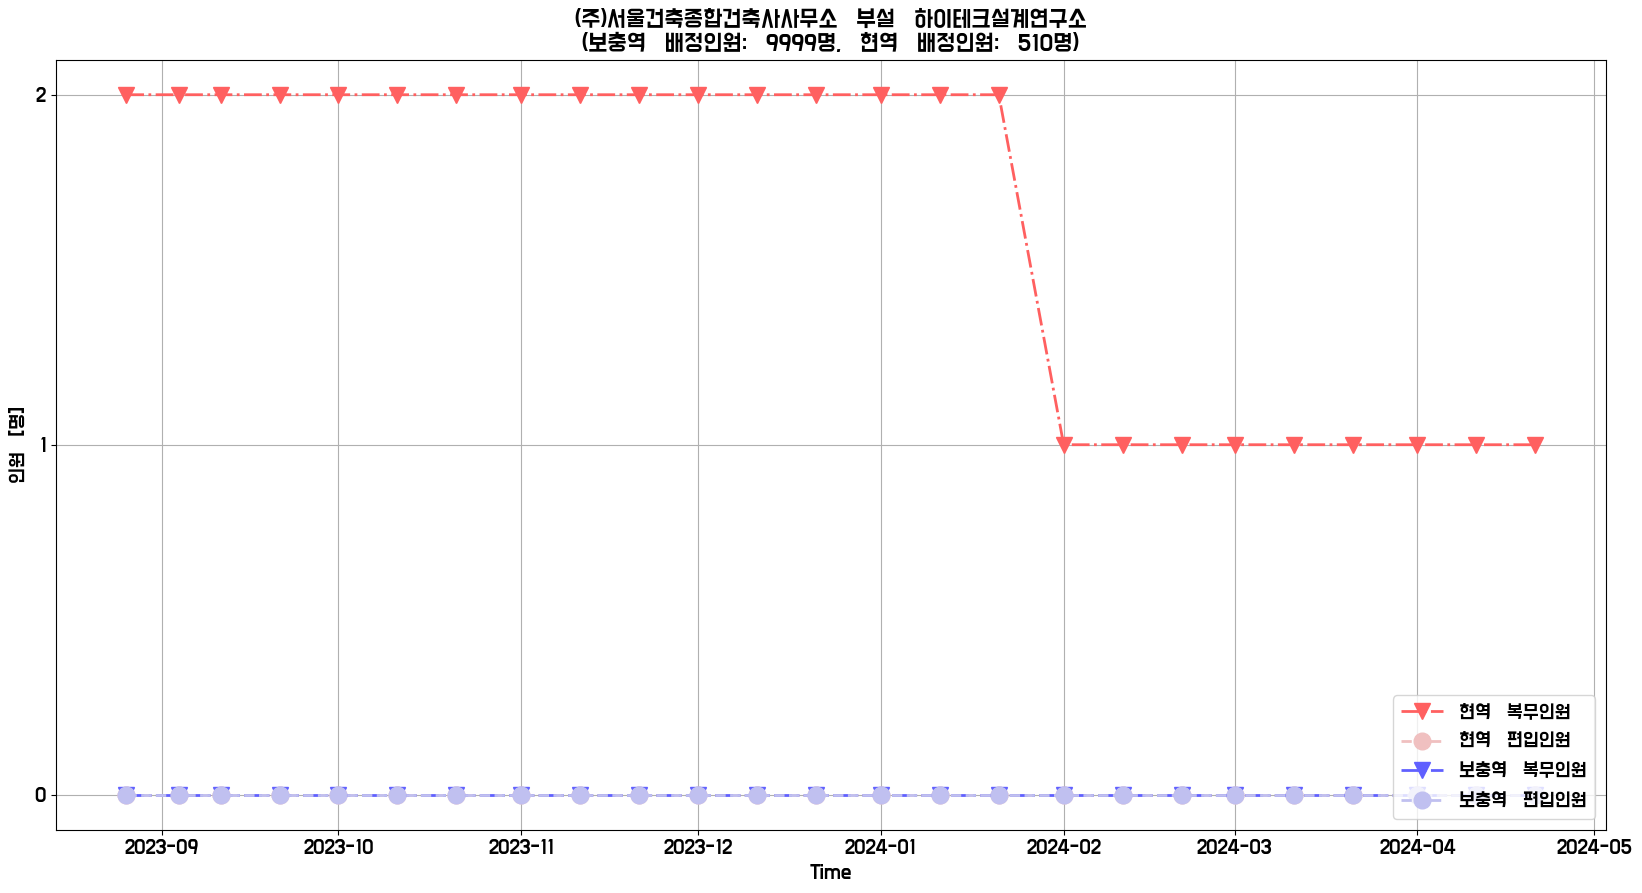 (주)서울건축종합건축사사무소 부설 하이테크설계연구소
(보충역 배정인원: 9999명, 현역 배정인원: 510명)
2
1
0
인원 [명]
현역 복무인원
현역 편입인원
보충역 복무인원
보충역 편입인원
2023-09 2023-10 2023-11 2023-12 2024-01 2024-02 2024-03 2024-04 2024-05
Time